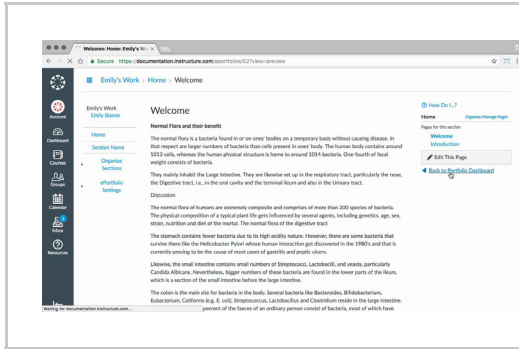 Welcome: Home: Emily's W
Secure https://documentation.instructure.com/eportfolios/52?view=preview
Emily's Work > Home > Welcome
Account
Dashboard
Courses
Groups
Calendar
Inbox
Resources
Emily's Work
Emily Boone
Home
Section Name
Organize
Sections
ePortfolio
Settings
Welcome
Normal Flora and their benefit
The normal flora is a bacteria found in or on ones' bodies on a temporary basis without causing disease. In
that respect are larger numbers of bacteria than cells present in ones' body. The human body contains around
1013 cells, whereas the human physical structure is home to around 1014 bacteria. One-fourth of fecal
weight consists of bacteria.
They mainly inhabit the Large Intestine. They are likewise set up in the respiratory tract, particularly the nose,
the Digestive tract, i.e., in the oral cavity and the terminal ileum and also in the Urinary tract.
Discussion
The normal flora of humans are extremely composite and comprises of more than 200 species of bacteria.
The physical composition of a typical plant life gets influenced by several agents, including genetics, age, sex,
strain, nutrition and diet of the mortal. The normal flora of the digestive tract
The stomach contains fewer bacteria due to its high acidity nature. However, there are some bacteria that
survive there like the Helicobacter Pylori whose human interaction got discovered in the 1980's and that is
currently proving to be the cause of most cases of gastritis and peptic ulcers.
Likewise, the small intestine contains small numbers of Streptococci, Lactobacilli, and yeasts, particularly
Candida Albicans. Nevertheless, bigger numbers of these bacteria are found in the lower parts of the ileum,
which is a section of the small intestine before the large intestine.
The colon is the main site for bacteria in the body. Several bacteria like Bacteroides, Bifidobacterium,
Eubacterium, Coliforms (e.g. E. coli), Streptococcus, Lactobacillus and Clostridium reside in the large intestine.
percent of the faeces of an ordinary person consist of bacteria, most of which have
How Do I..?
Home Organize/Manage Pages
Pages for this section
Welcome
Introduction
Edit This Page
Back to Portfolio Dashboard
Waiting for documentation.instructure.com...